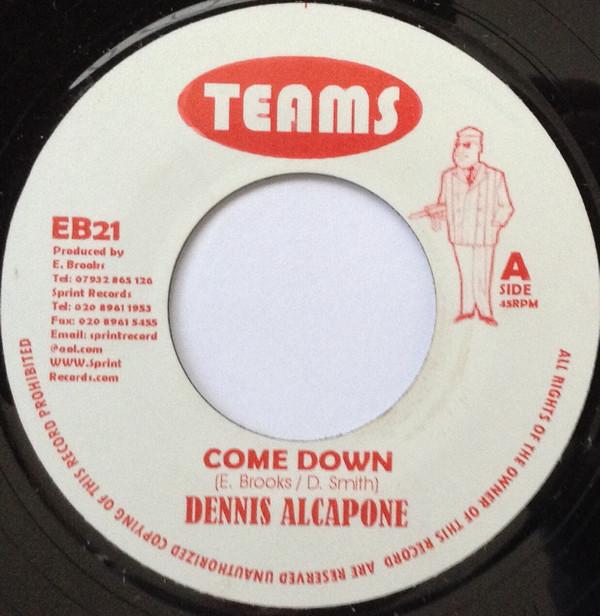 TEAMS
EB21
Produced by
E. Brooks
Tel: 07932 865 126
Sprint Records
Tel: 020 8961 1953
Fax: 020 8961 5455
Email: sprintrecord
@aol.com
WWW.Sprint
Records.com
A
SIDE
45RPM
COME DOWN
(E. Brooks / D. Smith)
DENNIS ALCAPONE
ALL RIGHTS OF THE OWNER OF THIS RECORD ARE RESERVED UNAUTHORIZED COPYING OF THIS RECORD PROHIBITED